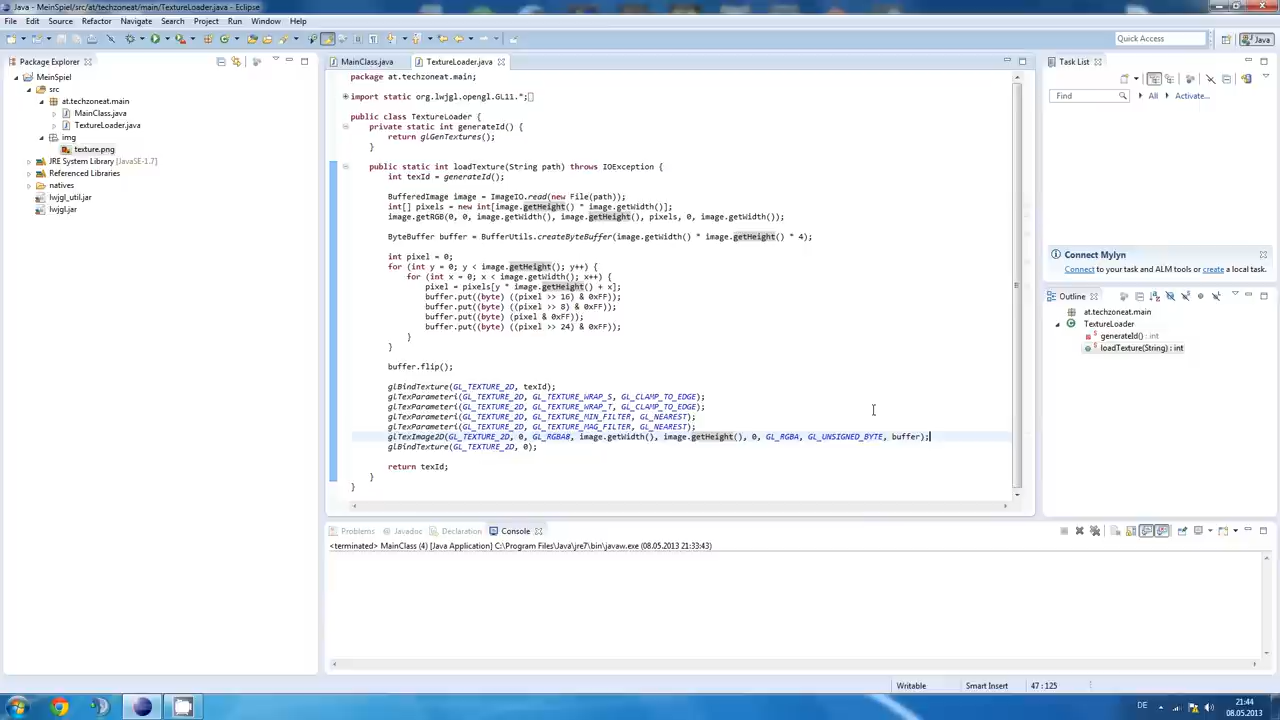 Java - MeinSpiel/src/at/techzoneat/main/TextureLoader.java - Eclipse
File Edit Source Refactor Navigate Search Project Run Window Help
Quick Access
Java
Package Explorer
MeinSpiel
src
at.techzoneat.main
MainClass.java
TextureLoader.java
img
texture.png
JRE System Library [JavaSE-1.7]
Referenced Libraries
natives
lwjgl_util.jar
lwjgl.jar
MainClass.java
TextureLoader.java
package at.techzoneat.main;
import static org.lwjgl.opengl.GL11.*;
public class TextureLoader {
private static int generateId() {
return glGenTextures();
}
public static int loadTexture(String path) throws IOException {
int texId = generateId();
BufferedImage image = ImageIO.read(new File(path));
int[] pixels = new int[image.getHeight() * image.getWidth()];
image.getRGB(0, 0, image.getWidth(), image.getHeight(), pixels, 0, image.getWidth());
ByteBuffer buffer = BufferUtils.createByteBuffer(image.getWidth() * image.getHeight() * 4);
int pixel = 0;
for (int y = 0; y < image.getHeight(); y++) {
for (int x = 0; x < image.getWidth(); x++) {
pixel = pixels[y * image.getHeight() + x];
buffer.put((byte) ((pixel >> 16) & 0xFF));
buffer.put((byte) ((pixel >> 8) & 0xFF));
buffer.put((byte) (pixel & 0xFF));
buffer.put((byte) ((pixel >> 24) & 0xFF));
}
}
buffer.flip();
glBindTexture(GL_TEXTURE_2D, texId);
glTexParameteri(GL_TEXTURE_2D, GL_TEXTURE_WRAP_S, GL_CLAMP_TO_EDGE);
glTexParameteri(GL_TEXTURE_2D, GL_TEXTURE_WRAP_T, GL_CLAMP_TO_EDGE);
glTexParameteri(GL_TEXTURE_2D, GL_TEXTURE_MIN_FILTER, GL_NEAREST);
glTexParameteri(GL_TEXTURE_2D, GL_TEXTURE_MAG_FILTER, GL_NEAREST);
glTexImage2D(GL_TEXTURE_2D, 0, GL_RGBA8, image.getWidth(), image.getHeight(), 0, GL_RGBA, GL_UNSIGNED_BYTE, buffer);
glBindTexture(GL_TEXTURE_2D, 0);
return texId;
}
}
Task List
Find
All
Activate...
Connect Mylyn
Connect to your task and ALM tools or create a local task.
Outline
at.techzoneat.main
TextureLoader
generateId() : int
loadTexture(String) : int
Problems Javadoc Declaration Console
<terminated> MainClass (4) [Java Application] C:\Program Files\Java\jre7\bin\javaw.exe (08.05.2013 21:33:43)
Writable
Smart Insert
47 : 125
DE
21:44
08.05.2013